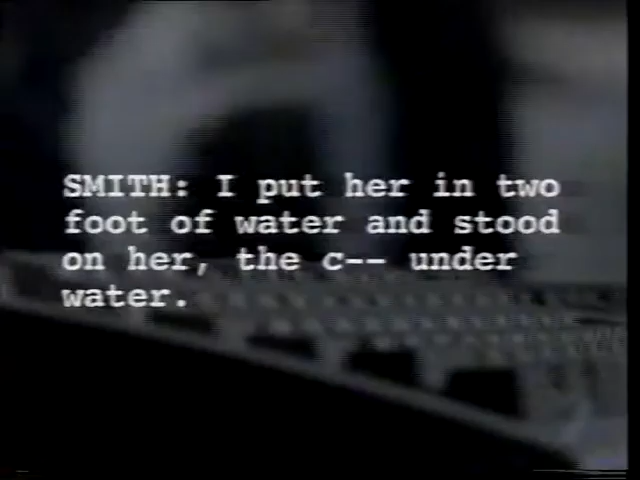 SMITH: I put her in two
foot of water and stood
on her, the c-- under
water.